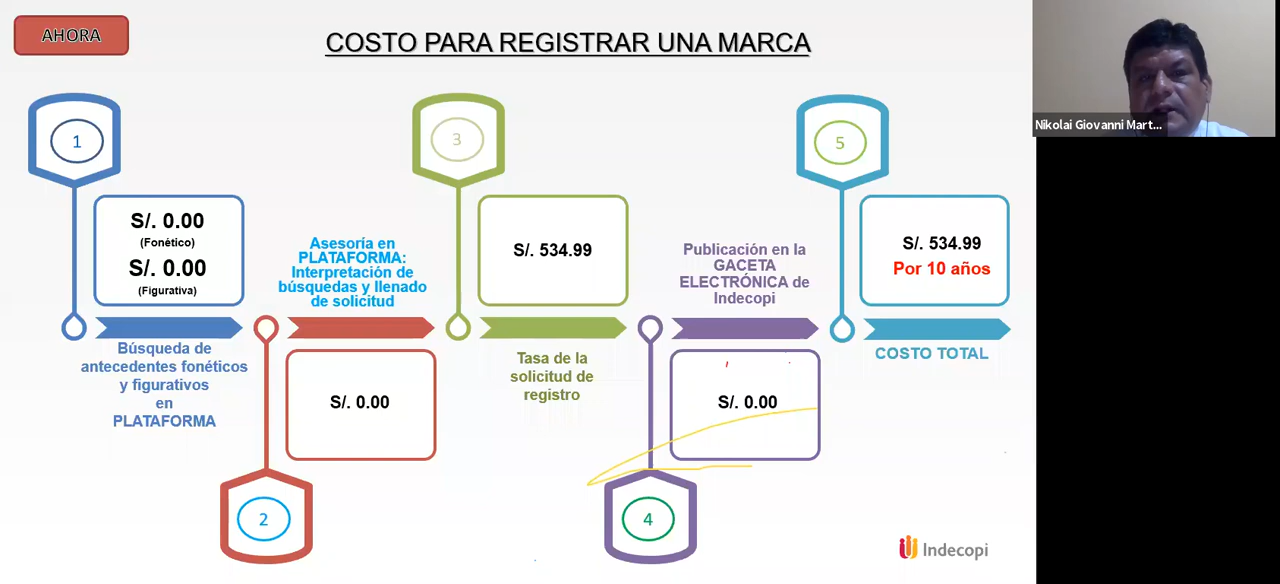 AHORA
COSTO PARA REGISTRAR UNA MARCA
Nikolai Giovanni Mart...
1
S/. 0.00
(Fonético)
S/. 0.00
(Figurativa)
Búsqueda de
antecedentes fonéticos
y figurativos
en
PLATAFORMA
Asesoría en
PLATAFORMA:
Interpretación de
búsquedas y llenado
de solicitud
S/. 0.00
2
3
S/. 534.99
Tasa de la
solicitud de
registro
Publicación en la
GACETA
ELECTRÓNICA de
Indecopi
S/. 0.00
4
5
S/. 534.99
Por 10 años
COSTO TOTAL
Indecopi